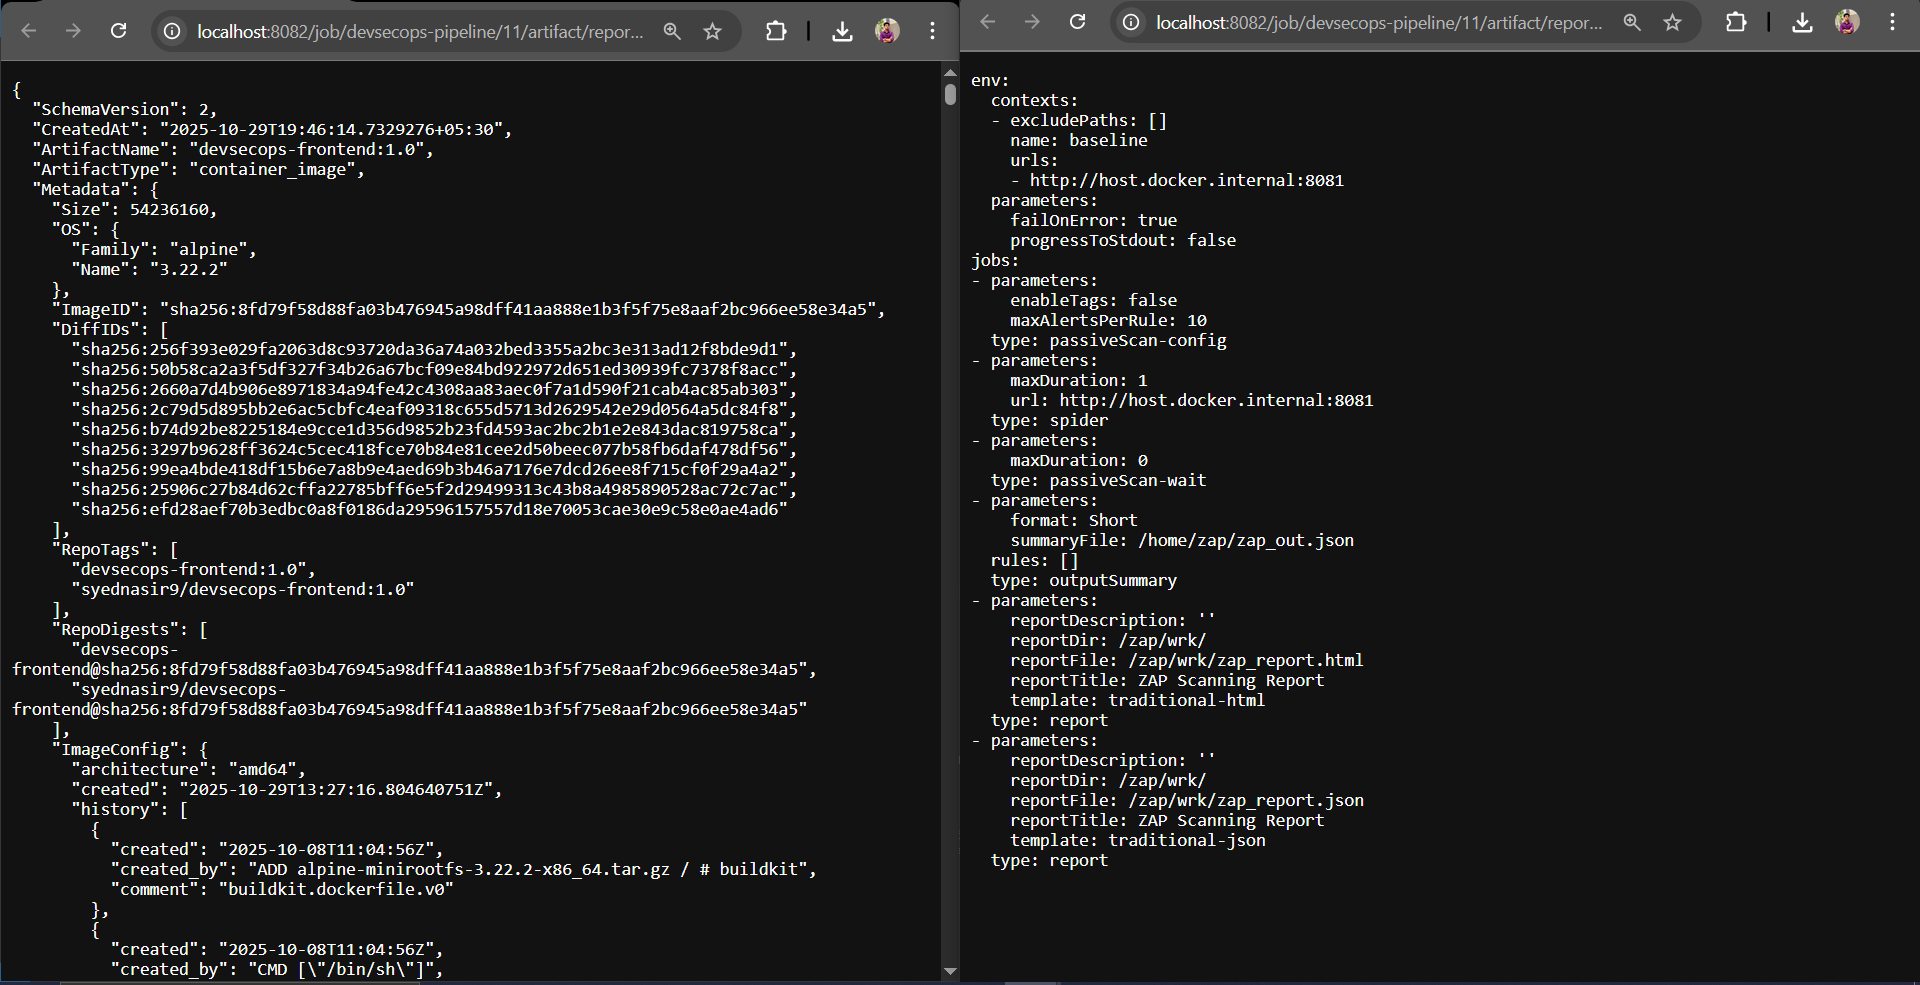 localhost:8082/job/devsecops-pipeline/11/artifact/repor...
{
  "SchemaVersion": 2,
  "CreatedAt": "2025-10-29T19:46:14.7329276+05:30",
  "ArtifactName": "devsecops-frontend:1.0",
  "ArtifactType": "container_image",
  "Metadata": {
    "Size": 54236160,
    "OS": {
      "Family": "alpine",
      "Name": "3.22.2"
    },
    "ImageID": "sha256:8fd79f58d88fa03b476945a98dff41aa888e1b3f5f75e8aaf2bc966ee58e34a5",
    "DiffIDs": [
      "sha256:256f393e029fa2063d8c93720da36a74a032bed3355a2bc3e313ad12f8bde9d1",
      "sha256:50b58ca2a3f5df327f34b26a67bcf09e84bd922972d651ed30939fc7378f8acc",
      "sha256:2660a7d4b906e8971834a94fe42c4308aa83aec0f7a1d590f21cab4ac85ab303",
      "sha256:2c79d5d895bb2e6ac5cbfc4eaf09318c655d5713d2629542e29d0564a5dc84f8",
      "sha256:b74d92be8225184e9cce1d356d9852b23fd4593ac2bc2b1e2e843dac819758ca",
      "sha256:3297b9628ff3624c5cec418fce70b84e81cee2d50beec077b58fb6daf478df56",
      "sha256:99ea4bde418df15b6e7a8b9e4aed69b3b46a7176e7dcd26ee8f715cf0f29a4a2",
      "sha256:25906c27b84d62cffa22785bff6e5f2d29499313c43b8a4985890528ac72c7ac",
      "sha256:efd28aef70b3edbc0a8f0186da29596157557d18e70053cae30e9c58e0ae4ad6"
    ],
    "RepoTags": [
      "devsecops-frontend:1.0",
      "syednasir9/devsecops-frontend:1.0"
    ],
    "RepoDigests": [
      "devsecops-
frontend@sha256:8fd79f58d88fa03b476945a98dff41aa888e1b3f5f75e8aaf2bc966ee58e34a5",
      "syednasir9/devsecops-
frontend@sha256:8fd79f58d88fa03b476945a98dff41aa888e1b3f5f75e8aaf2bc966ee58e34a5"
    ],
    "ImageConfig": {
      "architecture": "amd64",
      "created": "2025-10-29T13:27:16.804640751Z",
      "history": [
        {
          "created": "2025-10-08T11:04:56Z",
          "created_by": "ADD alpine-minirootfs-3.22.2-x86_64.tar.gz / # buildkit",
          "comment": "buildkit.dockerfile.v0"
        },
        {
          "created": "2025-10-08T11:04:56Z",
          "created_by": "CMD [\"/bin/sh\"]",
localhost:8082/job/devsecops-pipeline/11/artifact/repor...
env:
  contexts:
  - excludePaths: []
    name: baseline
    urls:
    - http://host.docker.internal:8081
  parameters:
    failOnError: true
    progressToStdout: false
jobs:
- parameters:
    enableTags: false
    maxAlertsPerRule: 10
  type: passiveScan-config
- parameters:
    maxDuration: 1
    url: http://host.docker.internal:8081
  type: spider
- parameters:
    maxDuration: 0
  type: passiveScan-wait
- parameters:
    format: Short
    summaryFile: /home/zap/zap_out.json
  rules: []
  type: outputSummary
- parameters:
    reportDescription: ''
    reportDir: /zap/wrk/
    reportFile: /zap/wrk/zap_report.html
    reportTitle: ZAP Scanning Report
    template: traditional-html
  type: report
- parameters:
    reportDescription: ''
    reportDir: /zap/wrk/
    reportFile: /zap/wrk/zap_report.json
    reportTitle: ZAP Scanning Report
    template: traditional-json
  type: report